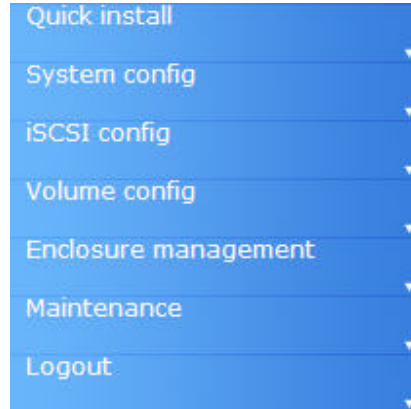 Quick install
System config
iSCSI config
Volume config
Enclosure management
Maintenance
Logout